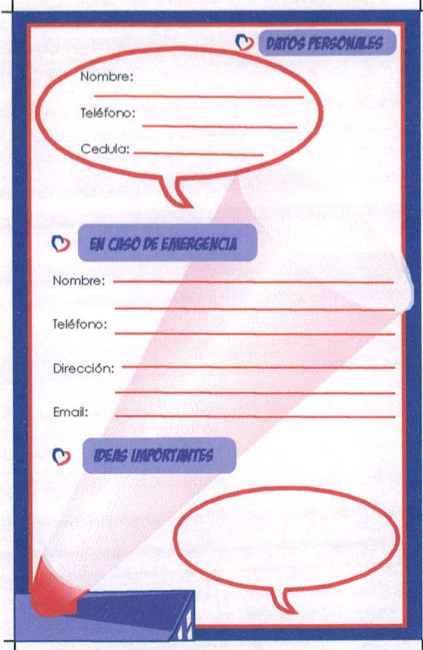 DATOS PERSONALES
Nombre:
Teléfono:
Cedula:
EN CASO DE EMERGENCIA
Nombre:
Teléfono:
Dirección:
Email:
IDEAS IMPORTANTES